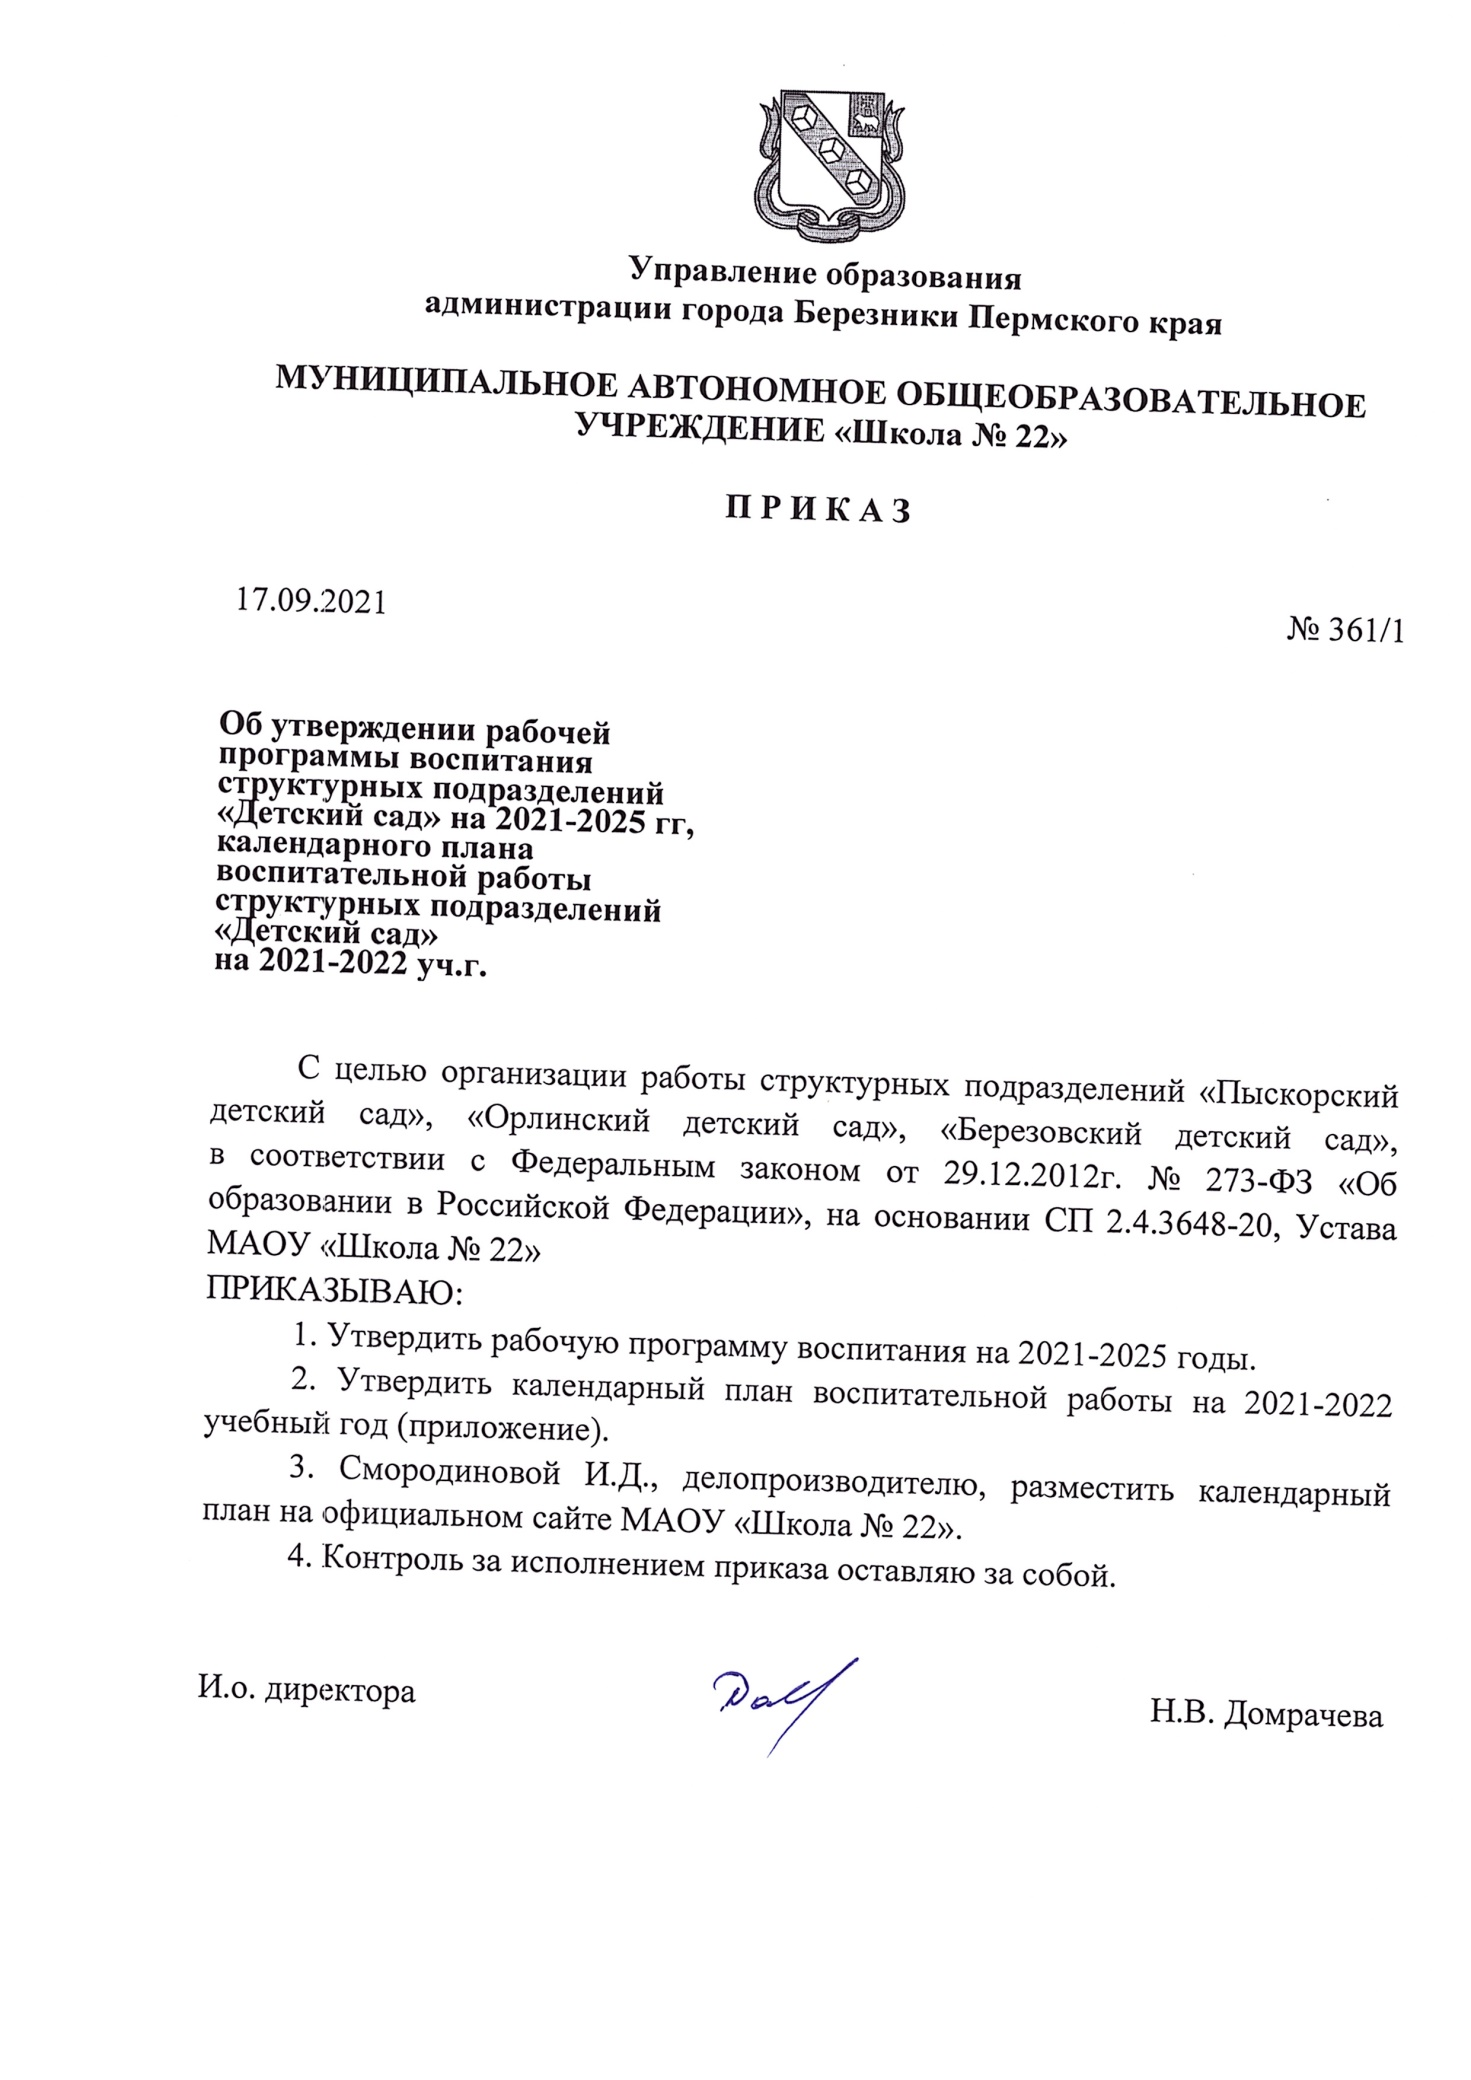 Управление образования
администрации города Березники Пермского края
МУНИЦИПАЛЬНОЕ АВТОНОМНОЕ ОБЩЕОБРАЗОВАТЕЛЬНОЕ
УЧРЕЖДЕНИЕ «Школа № 22»
П Р И К А З
17.09.2021
№ 361/1
Об утверждении рабочей
программы воспитания
структурных подразделений
«Детский сад» на 2021-2025 гг,
календарного плана
воспитательной работы
структурных подразделений
«Детский сад»
на 2021-2022 уч.г.
С целью организации работы структурных подразделений «Пыскорский
детский сад», «Орлинский детский сад», «Березовский детский сад»,
в соответствии с Федеральным законом от 29.12.2012г. № 273-ФЗ «Об
образовании в Российской Федерации», на основании СП 2.4.3648-20, Устава
МАОУ «Школа № 22»
ПРИКАЗЫВАЮ:
1. Утвердить рабочую программу воспитания на 2021-2025 годы.
2. Утвердить календарный план воспитательной работы на 2021-2022
учебный год (приложение).
3. Смородиновой И.Д., делопроизводителю, разместить календарный
план на официальном сайте МАОУ «Школа № 22».
4. Контроль за исполнением приказа оставляю за собой.
И.о. директора
Н.В. Домрачева